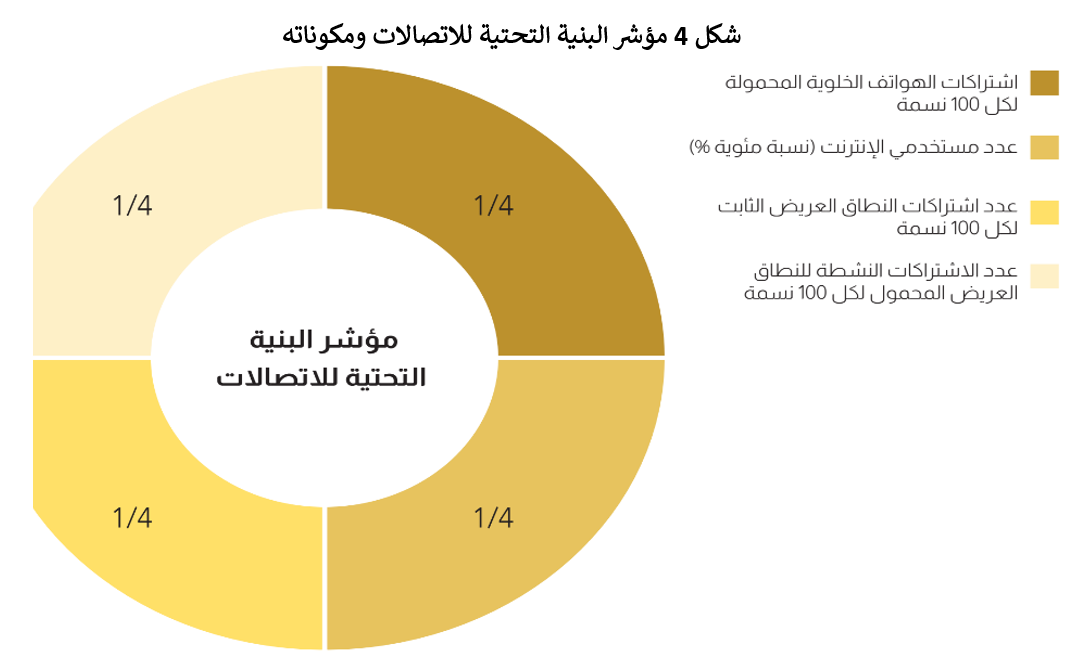 شكل 4 مؤشر البنية التحتية للاتصالات ومكوناته
اشتراكات الهواتف الخلوية المحمولة
لكل 100 نسمة
عدد مستخدمي الإنترنت (نسبة مئوية %)
عدد اشتراكات النطاق العريض الثابت
لكل 100 نسمة
عدد الاشتراكات النشطة للنطاق
العريض المحمول لكل 100 نسمة
1/4
1/4
مؤشر البنية
التحتية للاتصالات
1/4
1/4